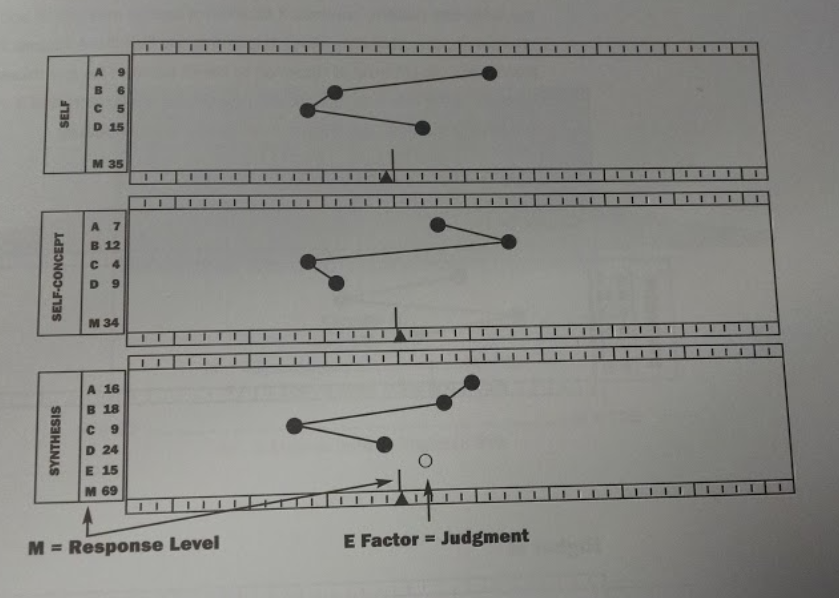 SELF
A 9
B 6
C 5
D 15
M 35
SELF-CONCEPT
A 7
B 12
C 4
D 9
M 34
SYNTHESIS
A 16
B 18
C 9
D 24
E 15
M 69
M = Response Level
E Factor = Judgment